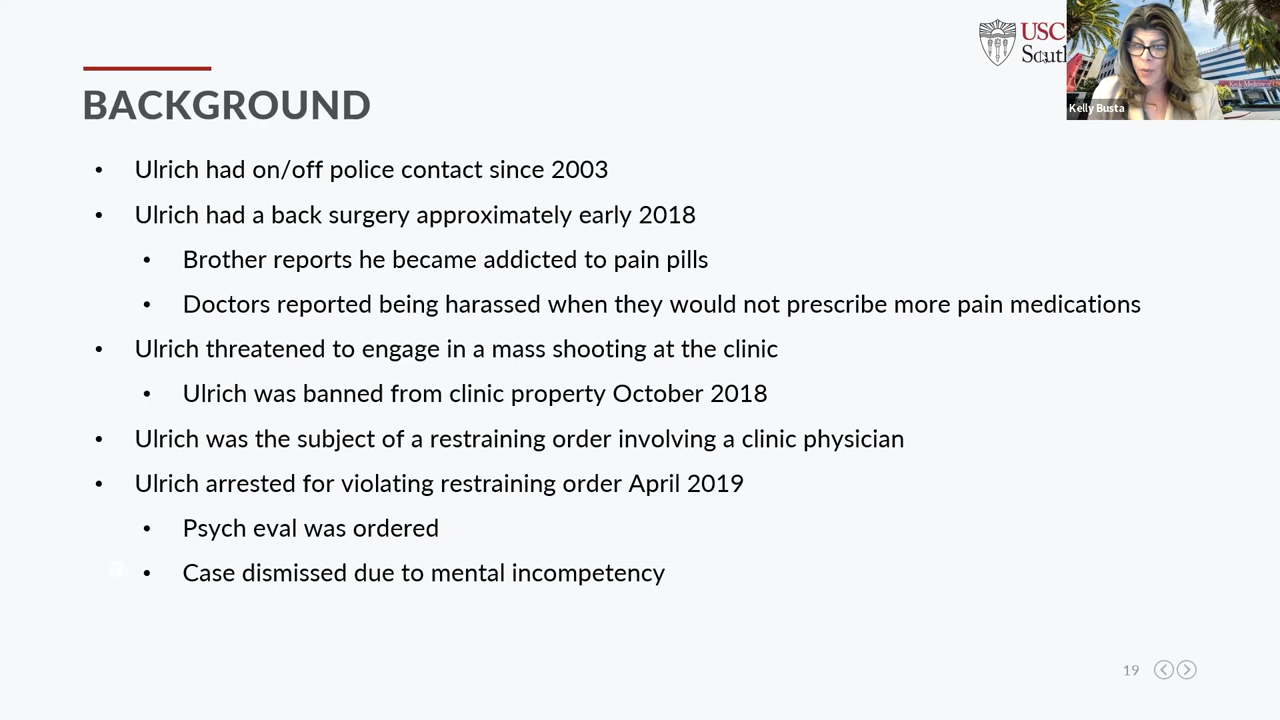 USC
Kelly Busta
BACKGROUND
• Ulrich had on/off police contact since 2003
• Ulrich had a back surgery approximately early 2018
• Brother reports he became addicted to pain pills
• Doctors reported being harassed when they would not prescribe more pain medications
• Ulrich threatened to engage in a mass shooting at the clinic
• Ulrich was banned from clinic property October 2018
• Ulrich was the subject of a restraining order involving a clinic physician
• Ulrich arrested for violating restraining order April 2019
• Psych eval was ordered
• Case dismissed due to mental incompetency
19